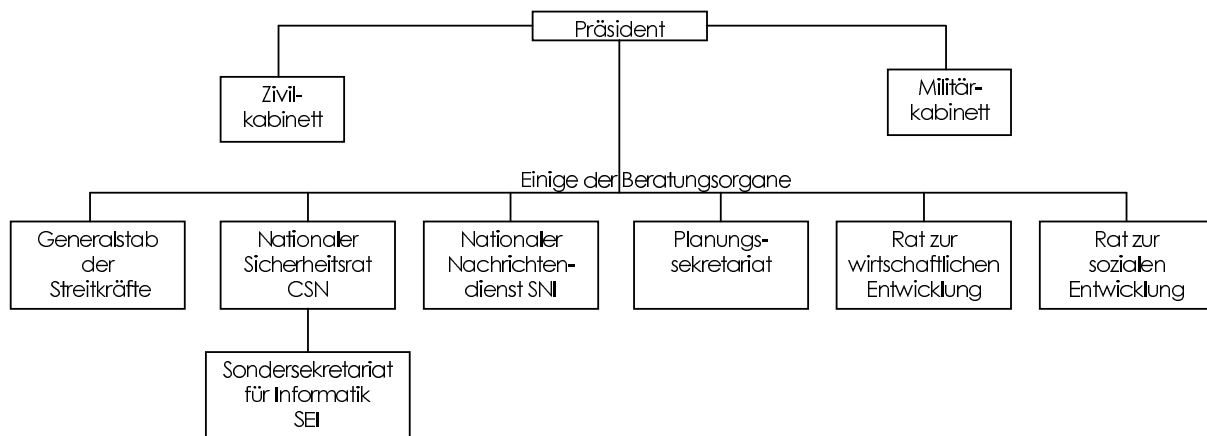 Präsident
Zivil-
kabinett
Militär-
kabinett
Einige der Beratungsorgane
Generalstab
der
Streitkräfte
Nationaler
Sicherheitsrat
CSN
Nationaler
Nachrichten-
dienst SNI
Planungs-
sekretariat
Rat zur
wirtschaftlichen
Entwicklung
Rat zur
sozialen
Entwicklung
Sondersekretariat
für Informatik
SEI